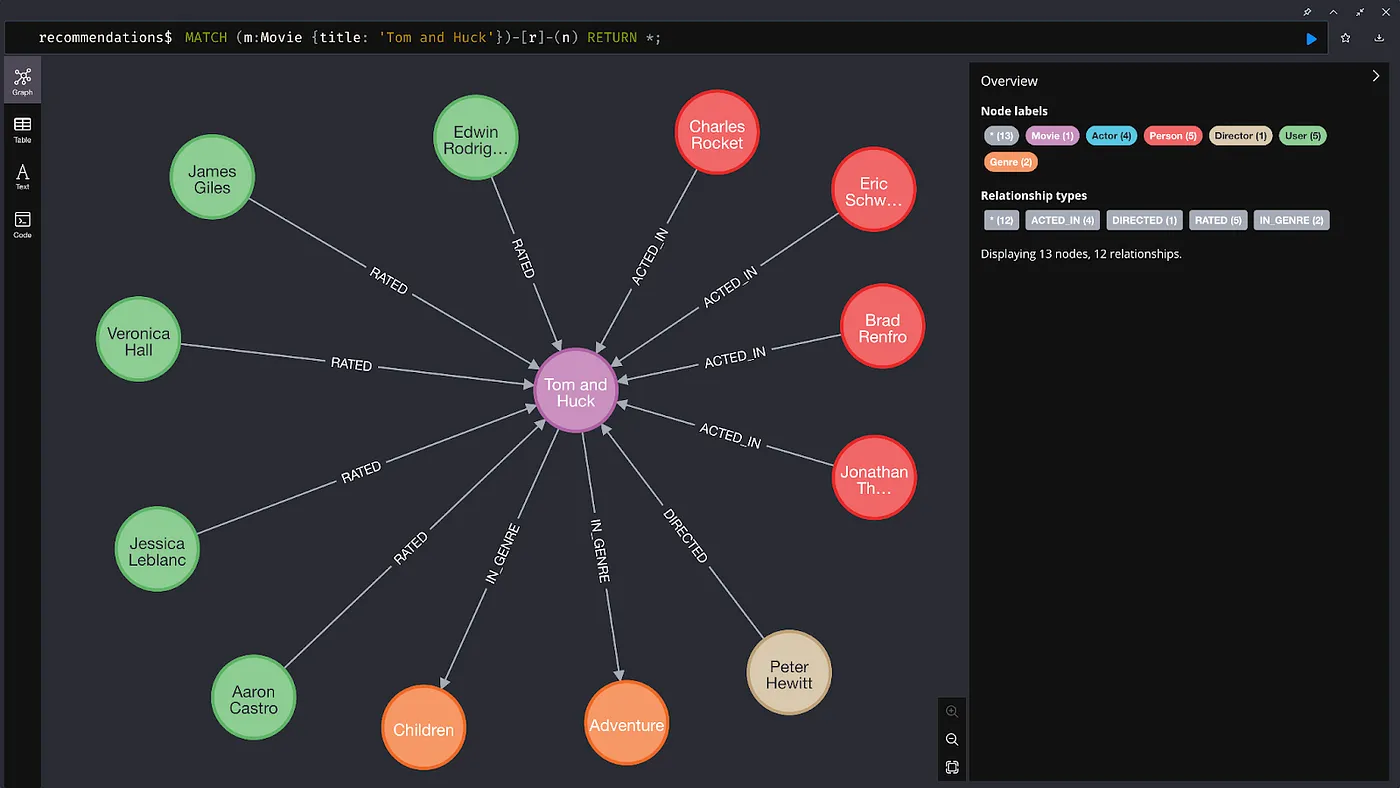 recommendations$ MATCH (m:Movie {title: 'Tom and Huck'})-[r]-(n) RETURN *;
Graph
Table
Text
Code
Edwin
Rodrig…
Charles
Rocket
James
Giles
Eric
Schw…
RATED
ACTED_IN
RATED
ACTED_IN
Veronica
Hall
Brad
Renfro
RATED
ACTED_IN
Tom and
Huck
ACTED_IN
RATED
Jonathan
Th…
Jessica
Leblanc
RATED
IN_GENRE
IN_GENRE
DIRECTED
Aaron
Castro
Children
Adventure
Peter
Hewitt
Overview
Node labels
* (13) Movie (1) Actor (4) Person (5) Director (1) User (5)
Genre (2)
Relationship types
* (12) ACTED_IN (4) DIRECTED (1) RATED (5) IN_GENRE (2)
Displaying 13 nodes, 12 relationships.